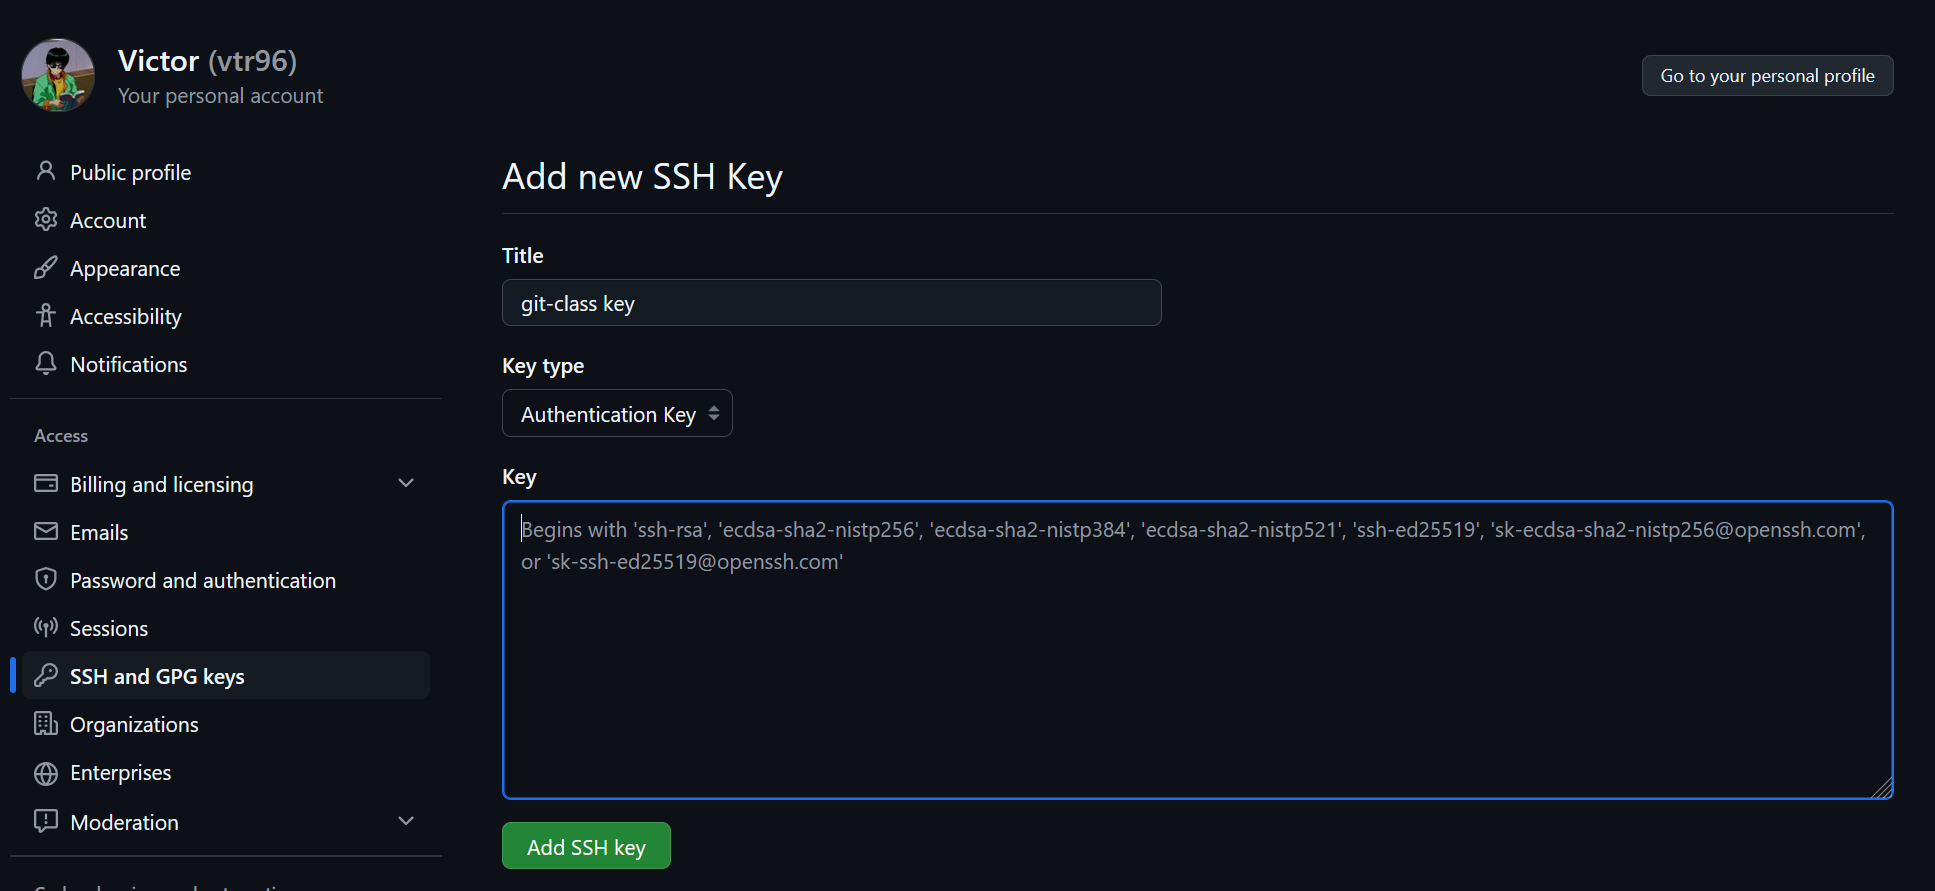 Victor (vtr96)
Your personal account
Go to your personal profile
Public profile
Account
Appearance
Accessibility
Notifications
Access
Billing and licensing
Emails
Password and authentication
Sessions
SSH and GPG keys
Organizations
Enterprises
Moderation
Add new SSH Key
Title
git-class key
Key type
Authentication Key
Key
Begins with 'ssh-rsa', 'ecdsa-sha2-nistp256', 'ecdsa-sha2-nistp384', 'ecdsa-sha2-nistp521', 'ssh-ed25519', 'sk-ecdsa-sha2-nistp256@openssh.com',
or 'sk-ssh-ed25519@openssh.com'
Add SSH key